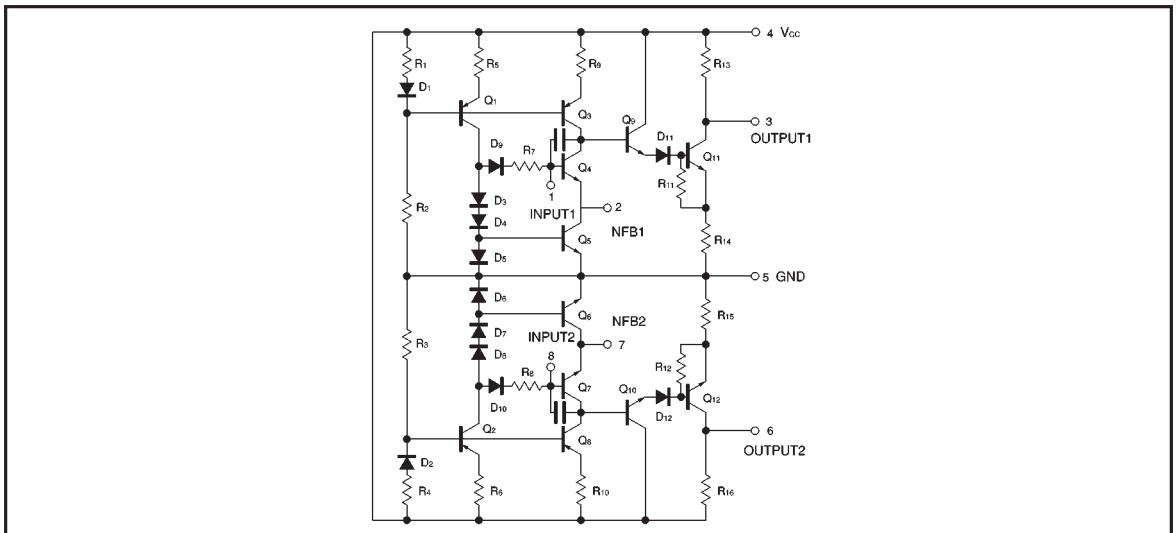 4 Vcc
R1
R5
R9
R13
D1
Q1
Q3
Q9
D11
3
OUTPUT1
D9
R7
Q4
Q11
R11
1
INPUT1
2
D3
R2
D4
NFB1
Q5
R14
D5
5 GND
D6
Q6
NFB2
R15
D7
INPUT2
R3
7
D8
8
R12
R8
Q7
Q10
Q12
D10
D12
Q2
Q8
6
OUTPUT2
D2
R4
R6
R10
R16